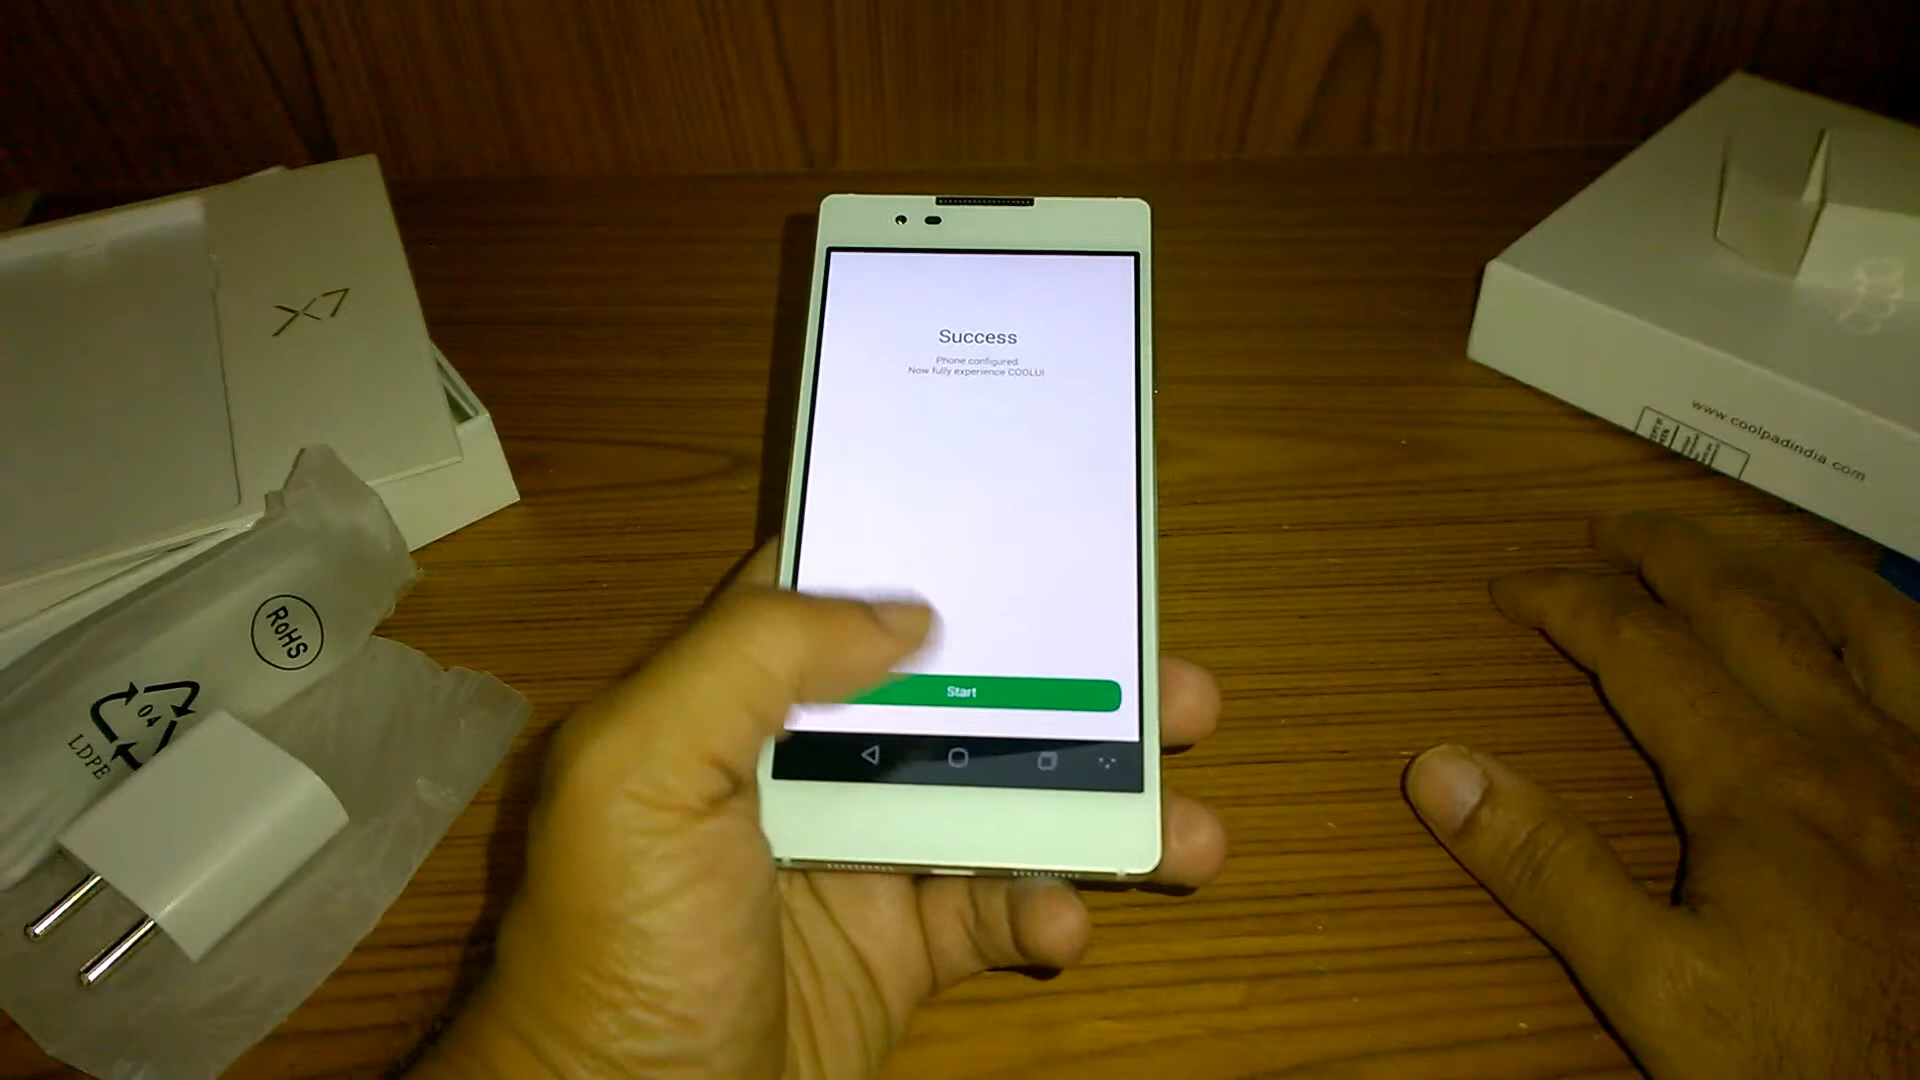 X7
Success
Phone configured.
Now fully experience COOLUI
Start
www.coolpadindia.com
RoHS
04
LDPE